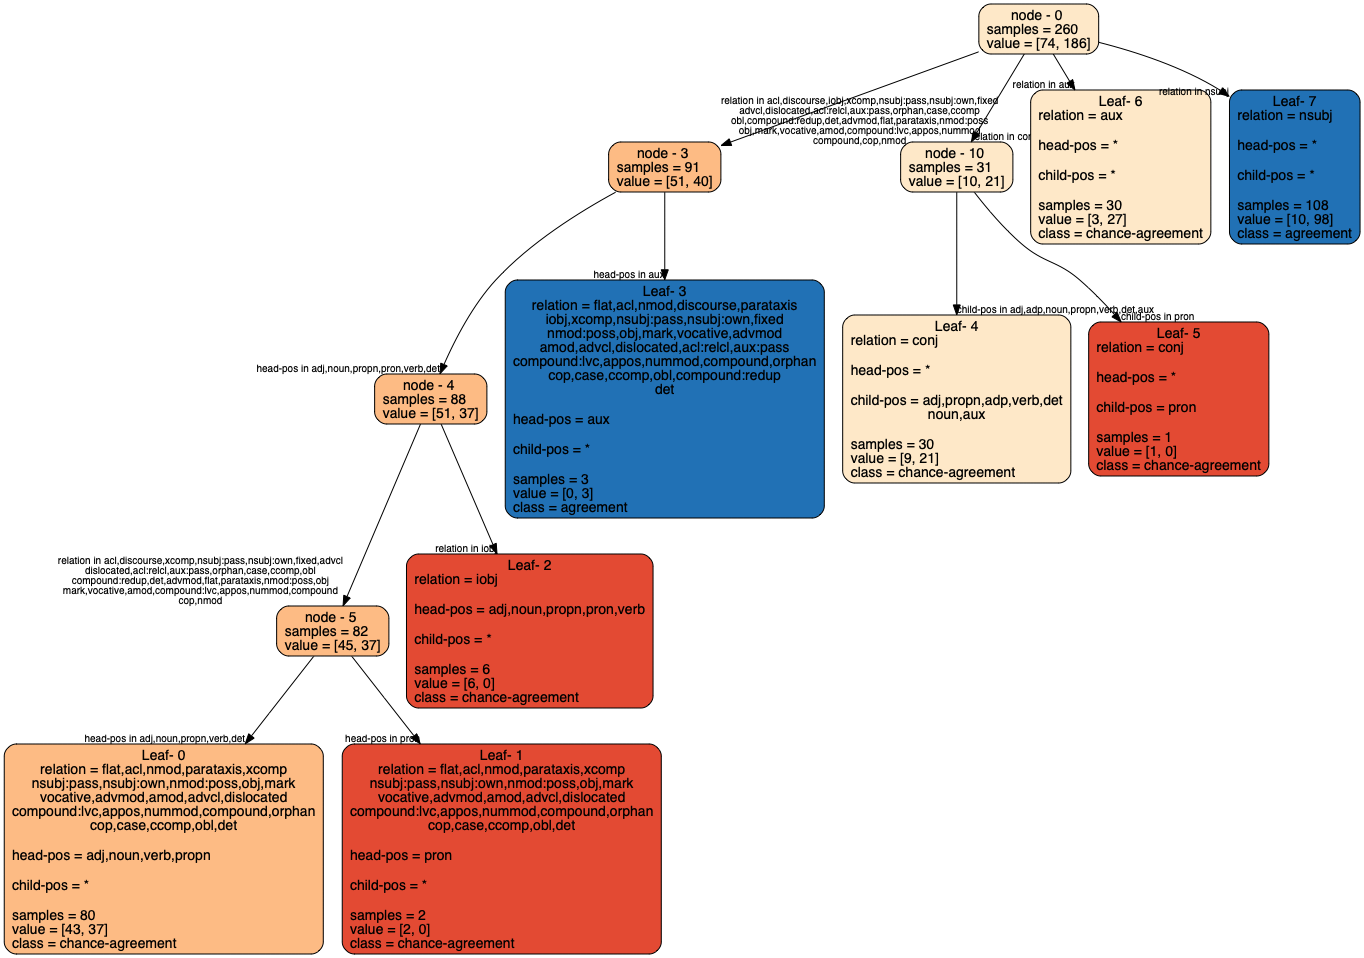 node - 0
samples = 260
value = [74, 186]
relation in acl,discourse,iobj,xcomp,nsubj:pass,nsubj:own,fixed
advcl,dislocated,acl:relcl,aux:pass,orphan,case,ccomp
obl,compound:redup,det,advmod,flat,parataxis,nmod:poss
obj,mark,vocative,amod,compound:lvc,appos,nummod
compound,cop,nmod
relation in
relation in
relation in
node - 3
samples = 91
value = [51, 40]
node - 10
samples = 31
value = [10, 21]
Leaf- 6
relation = aux
head-pos = *
child-pos = *
samples = 30
value = [3, 27]
class = chance-agreement
Leaf- 7
relation = nsubj
head-pos = *
child-pos = *
samples = 108
value = [10, 98]
class = agreement
head-pos in adj,noun,propn,pron,verb,det
head-pos in aux
child-pos in adj,adp,noun,propn,verb,det,aux
child-pos in pron
node - 4
samples = 88
value = [51, 37]
Leaf- 3
relation = flat,acl,nmod,discourse,parataxis
iobj,xcomp,nsubj:pass,nsubj:own,fixed
nmod:poss,obj,mark,vocative,advmod
amod,advcl,dislocated,acl:relcl,aux:pass
compound:lvc,appos,nummod,compound,orphan
cop,case,ccomp,obl,compound:redup
det
head-pos = aux
child-pos = *
samples = 3
value = [0, 3]
class = agreement
Leaf- 4
relation = conj
head-pos = *
child-pos = adj,propn,adp,verb,det
noun,aux
samples = 30
value = [9, 21]
class = chance-agreement
Leaf- 5
relation = conj
head-pos = *
child-pos = pron
samples = 1
value = [1, 0]
class = chance-agreement
relation in acl,discourse,xcomp,nsubj:pass,nsubj:own,fixed,advcl
dislocated,acl:relcl,aux:pass,orphan,case,ccomp,obl
compound:redup,det,advmod,flat,parataxis,nmod:poss,obj
mark,vocative,amod,compound:lvc,appos,nummod,compound
cop,nmod
relation in iobj
node - 5
samples = 82
value = [45, 37]
Leaf- 2
relation = iobj
head-pos = adj,noun,propn,pron,verb
child-pos = *
samples = 6
value = [6, 0]
class = chance-agreement
head-pos in adj,noun,propn,verb,det
head-pos in pron
Leaf- 0
relation = flat,acl,nmod,parataxis,xcomp
nsubj:pass,nsubj:own,nmod:poss,obj,mark
vocative,advmod,amod,advcl,dislocated
compound:lvc,appos,nummod,compound,orphan
cop,case,ccomp,obl,det
head-pos = adj,noun,verb,propn
child-pos = *
samples = 80
value = [43, 37]
class = chance-agreement
Leaf- 1
relation = flat,acl,nmod,parataxis,xcomp
nsubj:pass,nsubj:own,nmod:poss,obj,mark
vocative,advmod,amod,advcl,dislocated
compound:lvc,appos,nummod,compound,orphan
cop,case,ccomp,obl,det
head-pos = pron
child-pos = *
samples = 2
value = [2, 0]
class = chance-agreement